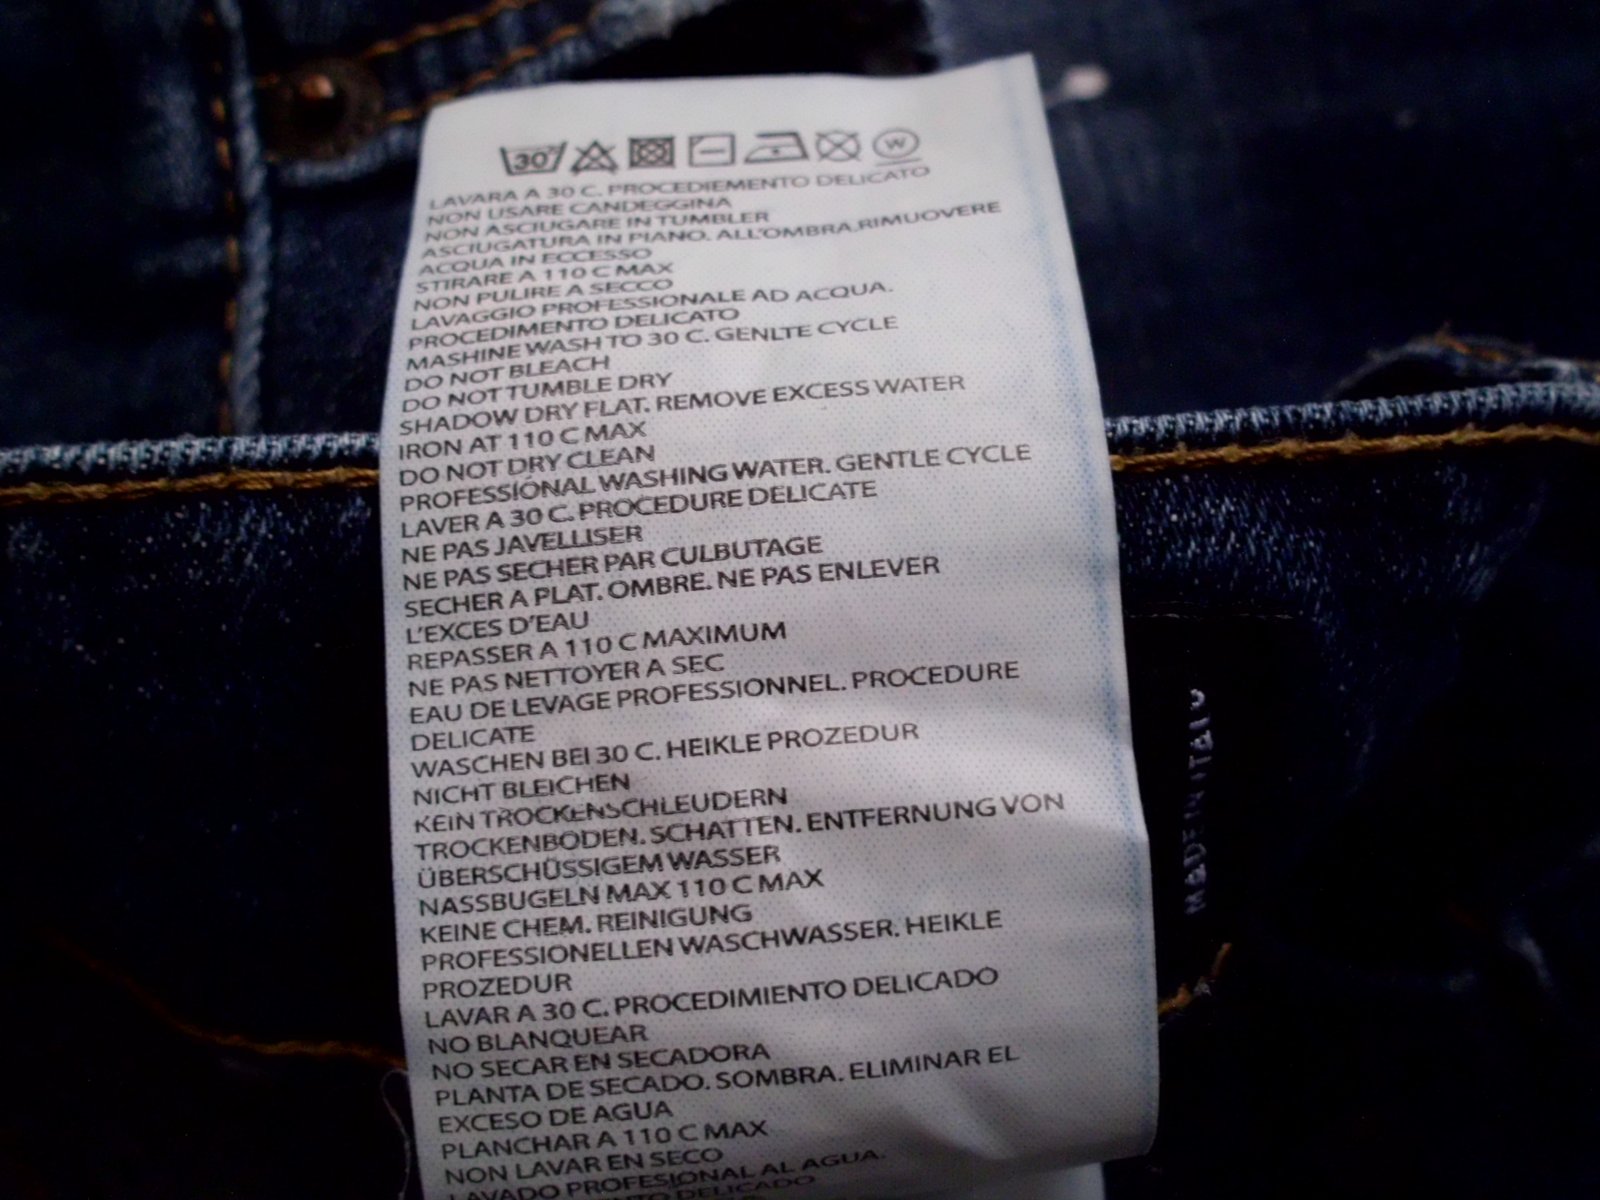 30
W
LAVARA A 30 C. PROCEDIEMENTO DELICATO
NON USARE CANDEGGINA
NON ASCIUGARE IN TUMBLER
ASCIUGATURA IN PIANO. ALL'OMBRA.RIMUOVERE
ACQUA IN ECCESSO
STIRARE A 110 C MAX
NON PULIRE A SECCO
LAVAGGIO PROFESSIONALE AD ACQUA.
PROCEDIMENTO DELICATO
MASHINE WASH TO 30 C. GENLTE CYCLE
DO NOT BLEACH
DO NOT TUMBLE DRY
SHADOW DRY FLAT. REMOVE EXCESS WATER
IRON AT 110 C MAX
DO NOT DRY CLEAN
PROFESSIONAL WASHING WATER. GENTLE CYCLE
LAVER A 30 C. PROCEDURE DELICATE
NE PAS JAVELLISER
NE PAS SECHER PAR CULBUTAGE
SECHER A PLAT. OMBRE. NE PAS ENLEVER
L'EXCES D'EAU
REPASSER A 110 C MAXIMUM
NE PAS NETTOYER A SEC
EAU DE LEVAGE PROFESSIONNEL. PROCEDURE
DELICATE
WASCHEN BEI 30 C. HEIKLE PROZEDUR
NICHT BLEICHEN
KEIN TROCKENSCHLEUDERN
TROCKENBODEN. SCHATTEN. ENTFERNUNG VON
ÜBERSCHÜSSIGEM WASSER
NASSBUGELN MAX 110 C MAX
KEINE CHEM. REINIGUNG
PROFESSIONELLEN WASCHWASSER. HEIKLE
PROZEDUR
LAVAR A 30 C. PROCEDIMIENTO DELICADO
NO BLANQUEAR
NO SECAR EN SECADORA
PLANTA DE SECADO. SOMBRA. ELIMINAR EL
EXCESO DE AGUA
PLANCHAR A 110 C MAX
NON LAVAR EN SECO
LAVADO PROFESIONAL AL AGUA.
DELICADO
MADE IN ITALY